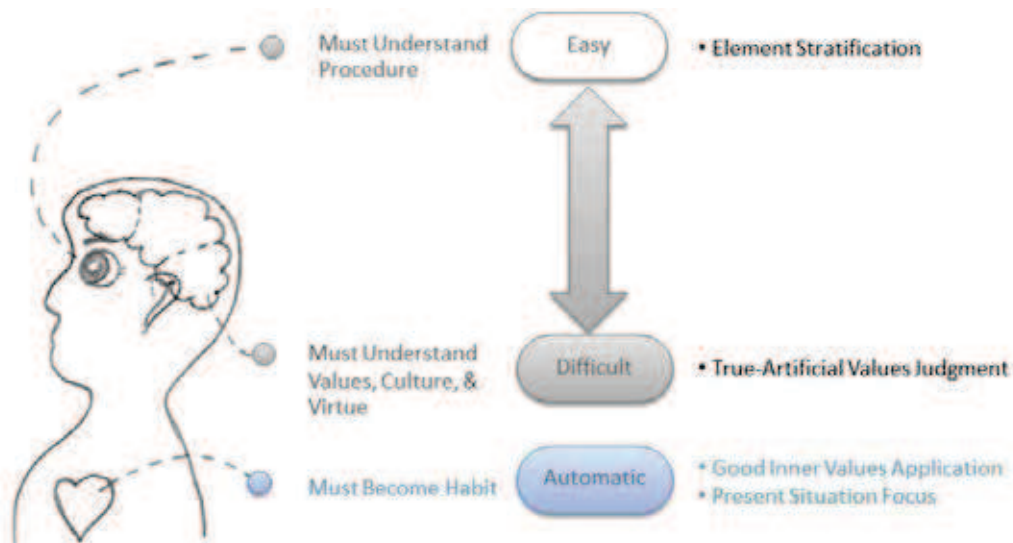 Must Understand
Procedure
Easy
• Element Stratification
Must Understand
Values, Culture, &
Virtue
Difficult
• True-Artificial Values Judgment
Must Become Habit
Automatic
• Good Inner Values Application
• Present Situation Focus